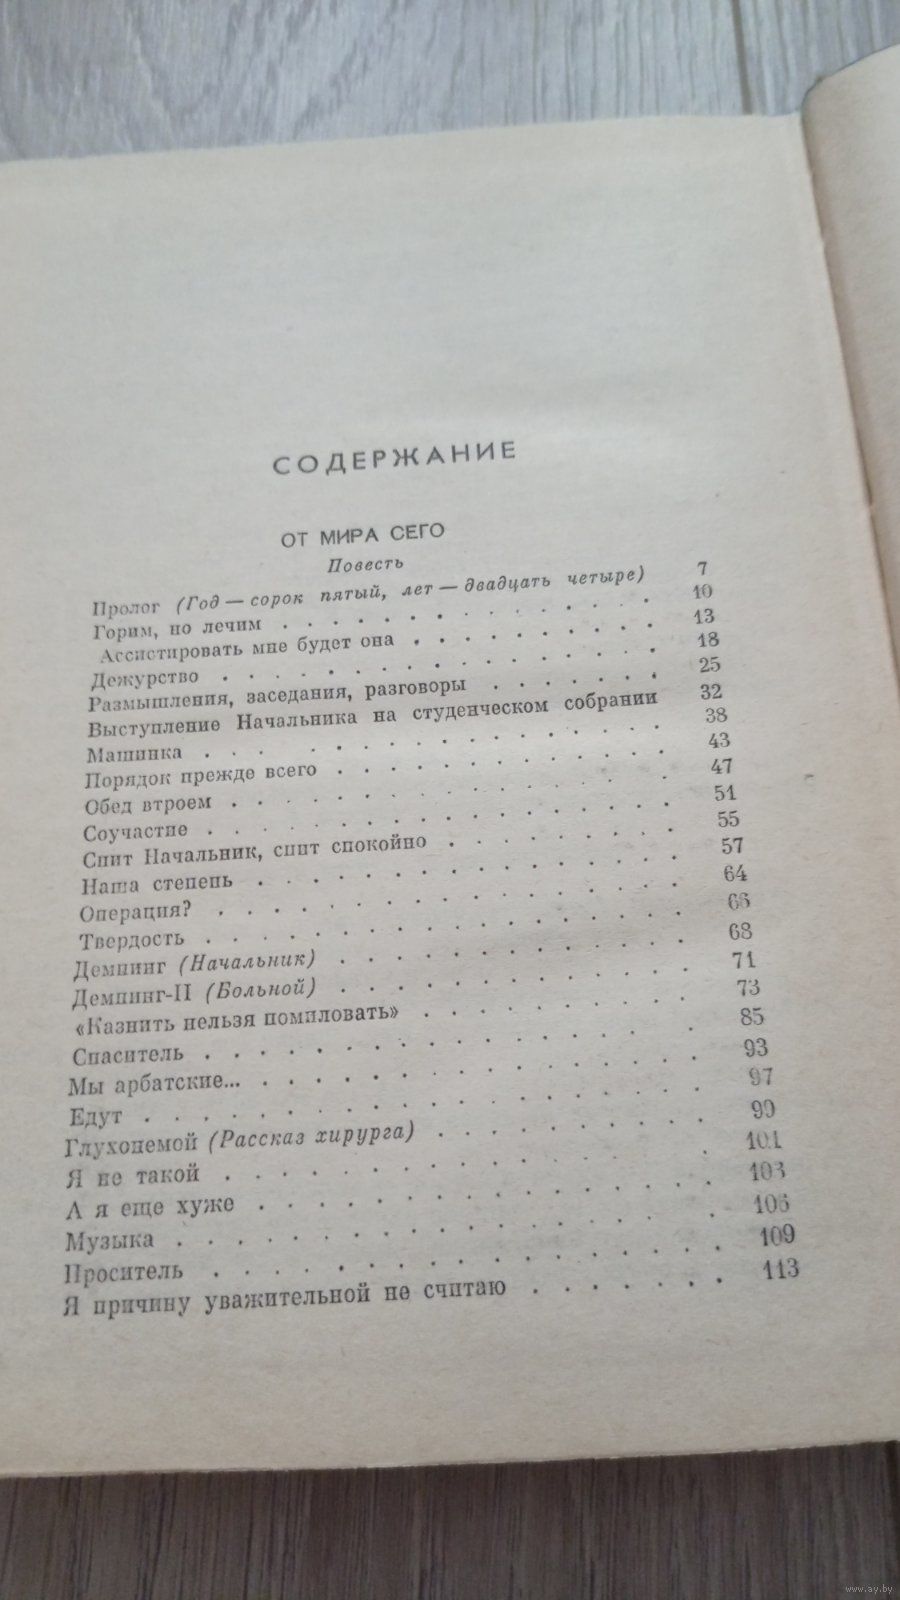 СОДЕРЖАНИЕ
ОТ МИРА СЕГО
Повесть
Пролог (Год — сорок пятый, лет — двадцать четыре) 7
Горим, но лечим . . . . . . . . . . . . 10
Ассистировать мне будет она . . . . . . . . . 13
Дежурство . . . . . . . . . . . . . 18
Размышления, заседания, разговоры . . . . . . 25
Выступление Начальника на студенческом собрании 32
Машинка . . . . . . . . . . . . . 38
Порядок прежде всего . . . . . . . . . . 43
Обед втроем . . . . . . . . . . . . 47
Соучастие . . . . . . . . . . . . . 51
Спит Начальник, спит спокойно . . . . . . . 55
Наша степень . . . . . . . . . . . . 57
Операция? . . . . . . . . . . . . . 64
Твердость . . . . . . . . . . . . . 66
Демпинг (Начальник) . . . . . . . . . . 68
Демпинг-II (Больной) . . . . . . . . . . 71
«Казнить нельзя помиловать» . . . . . . . . 73
Спаситель . . . . . . . . . . . . . 85
Мы арбатские... . . . . . . . . . . . . 93
Едут . . . . . . . . . . . . . . 97
Глухонемой (Рассказ хирурга) . . . . . . . . 99
Я не такой . . . . . . . . . . . . . 101
А я еще хуже . . . . . . . . . . . . 103
Музыка . . . . . . . . . . . . . . 106
Проситель . . . . . . . . . . . . . 109
Я причину уважительной не считаю . . . . . . 113
www.ay.by